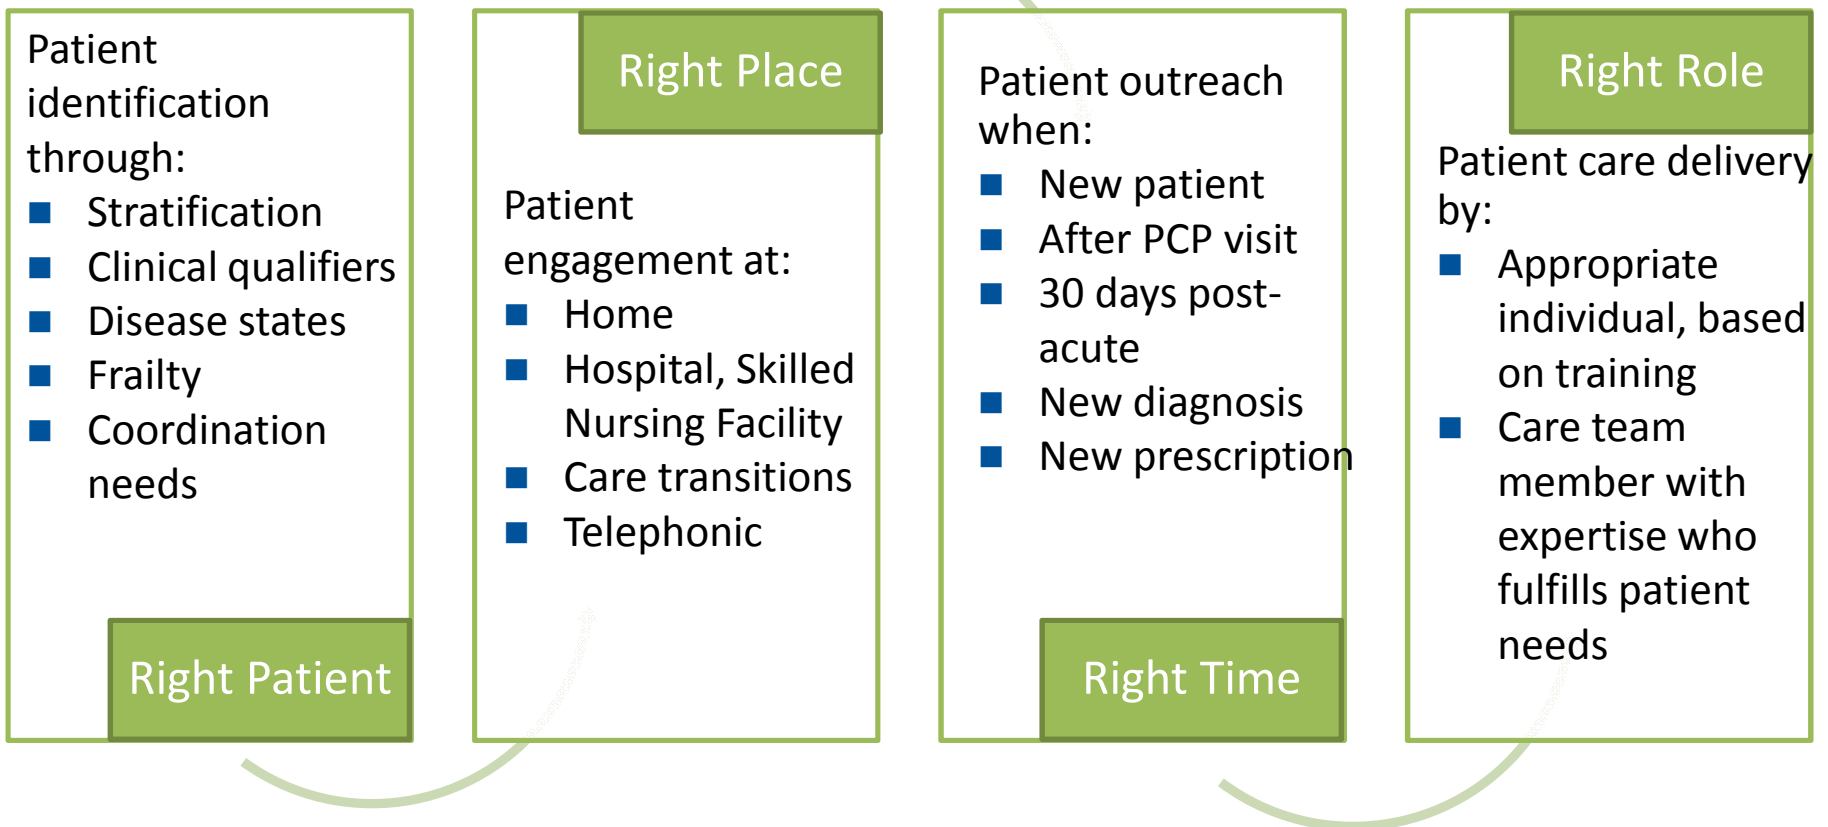 Patient
identification
through:
■ Stratification
■ Clinical qualifiers
■ Disease states
■ Frailty
■ Coordination
needs
Right Patient
Right Place
Patient
engagement at:
■ Home
■ Hospital, Skilled
Nursing Facility
■ Care transitions
■ Telephonic
Patient outreach
when:
■ New patient
■ After PCP visit
■ 30 days post-
acute
■ New diagnosis
■ New prescription
Right Time
Right Role
Patient care delivery
by:
■ Appropriate
individual, based
on training
■ Care team
member with
expertise who
fulfills patient
needs